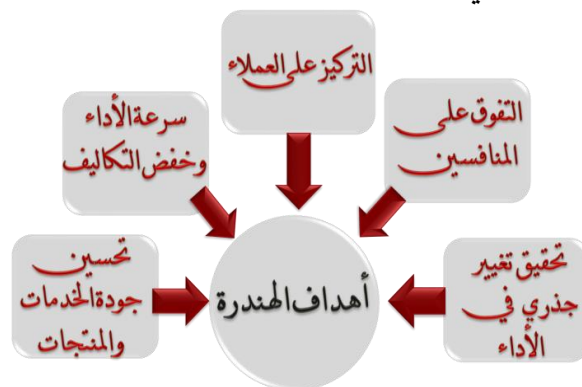 التركيز على العملاء
التفوق على
المنافسين
سرعة الأداء
وخفض التكاليف
تحقيق تغيير
جذري في
الأداء
أهداف الهندرة
تحسين
جودة الخدمات
والمنتجات